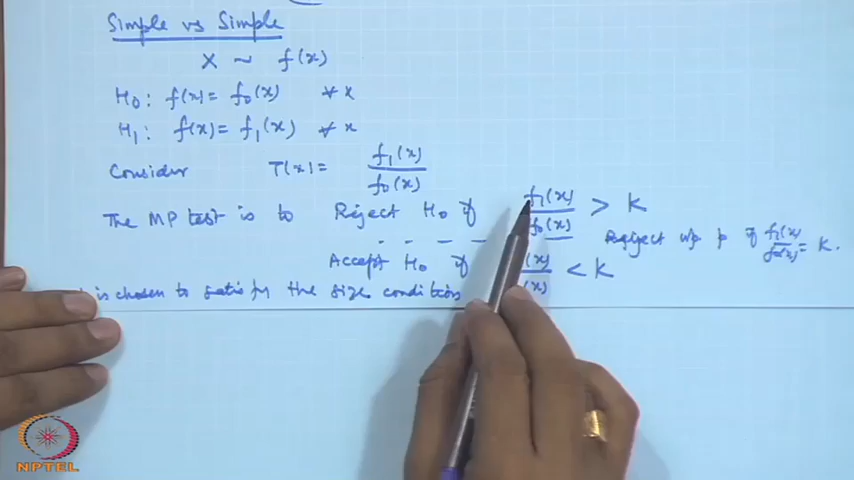 Simple vs Simple
X ~ f(x)
H₀: f(x) = f₀(x) ∀ x
H₁: f(x) = f₁(x) ∀ x
Consider T(x) = f₁(x) / f₀(x)
The MP test is to Reject H₀ if f₁(x) / f₀(x) > k
Reject wp p if f₁(x) / f₀(x) = k.
Accept H₀ if (x) / (x) < k
is chosen to satisfy the size condition
NPTEL